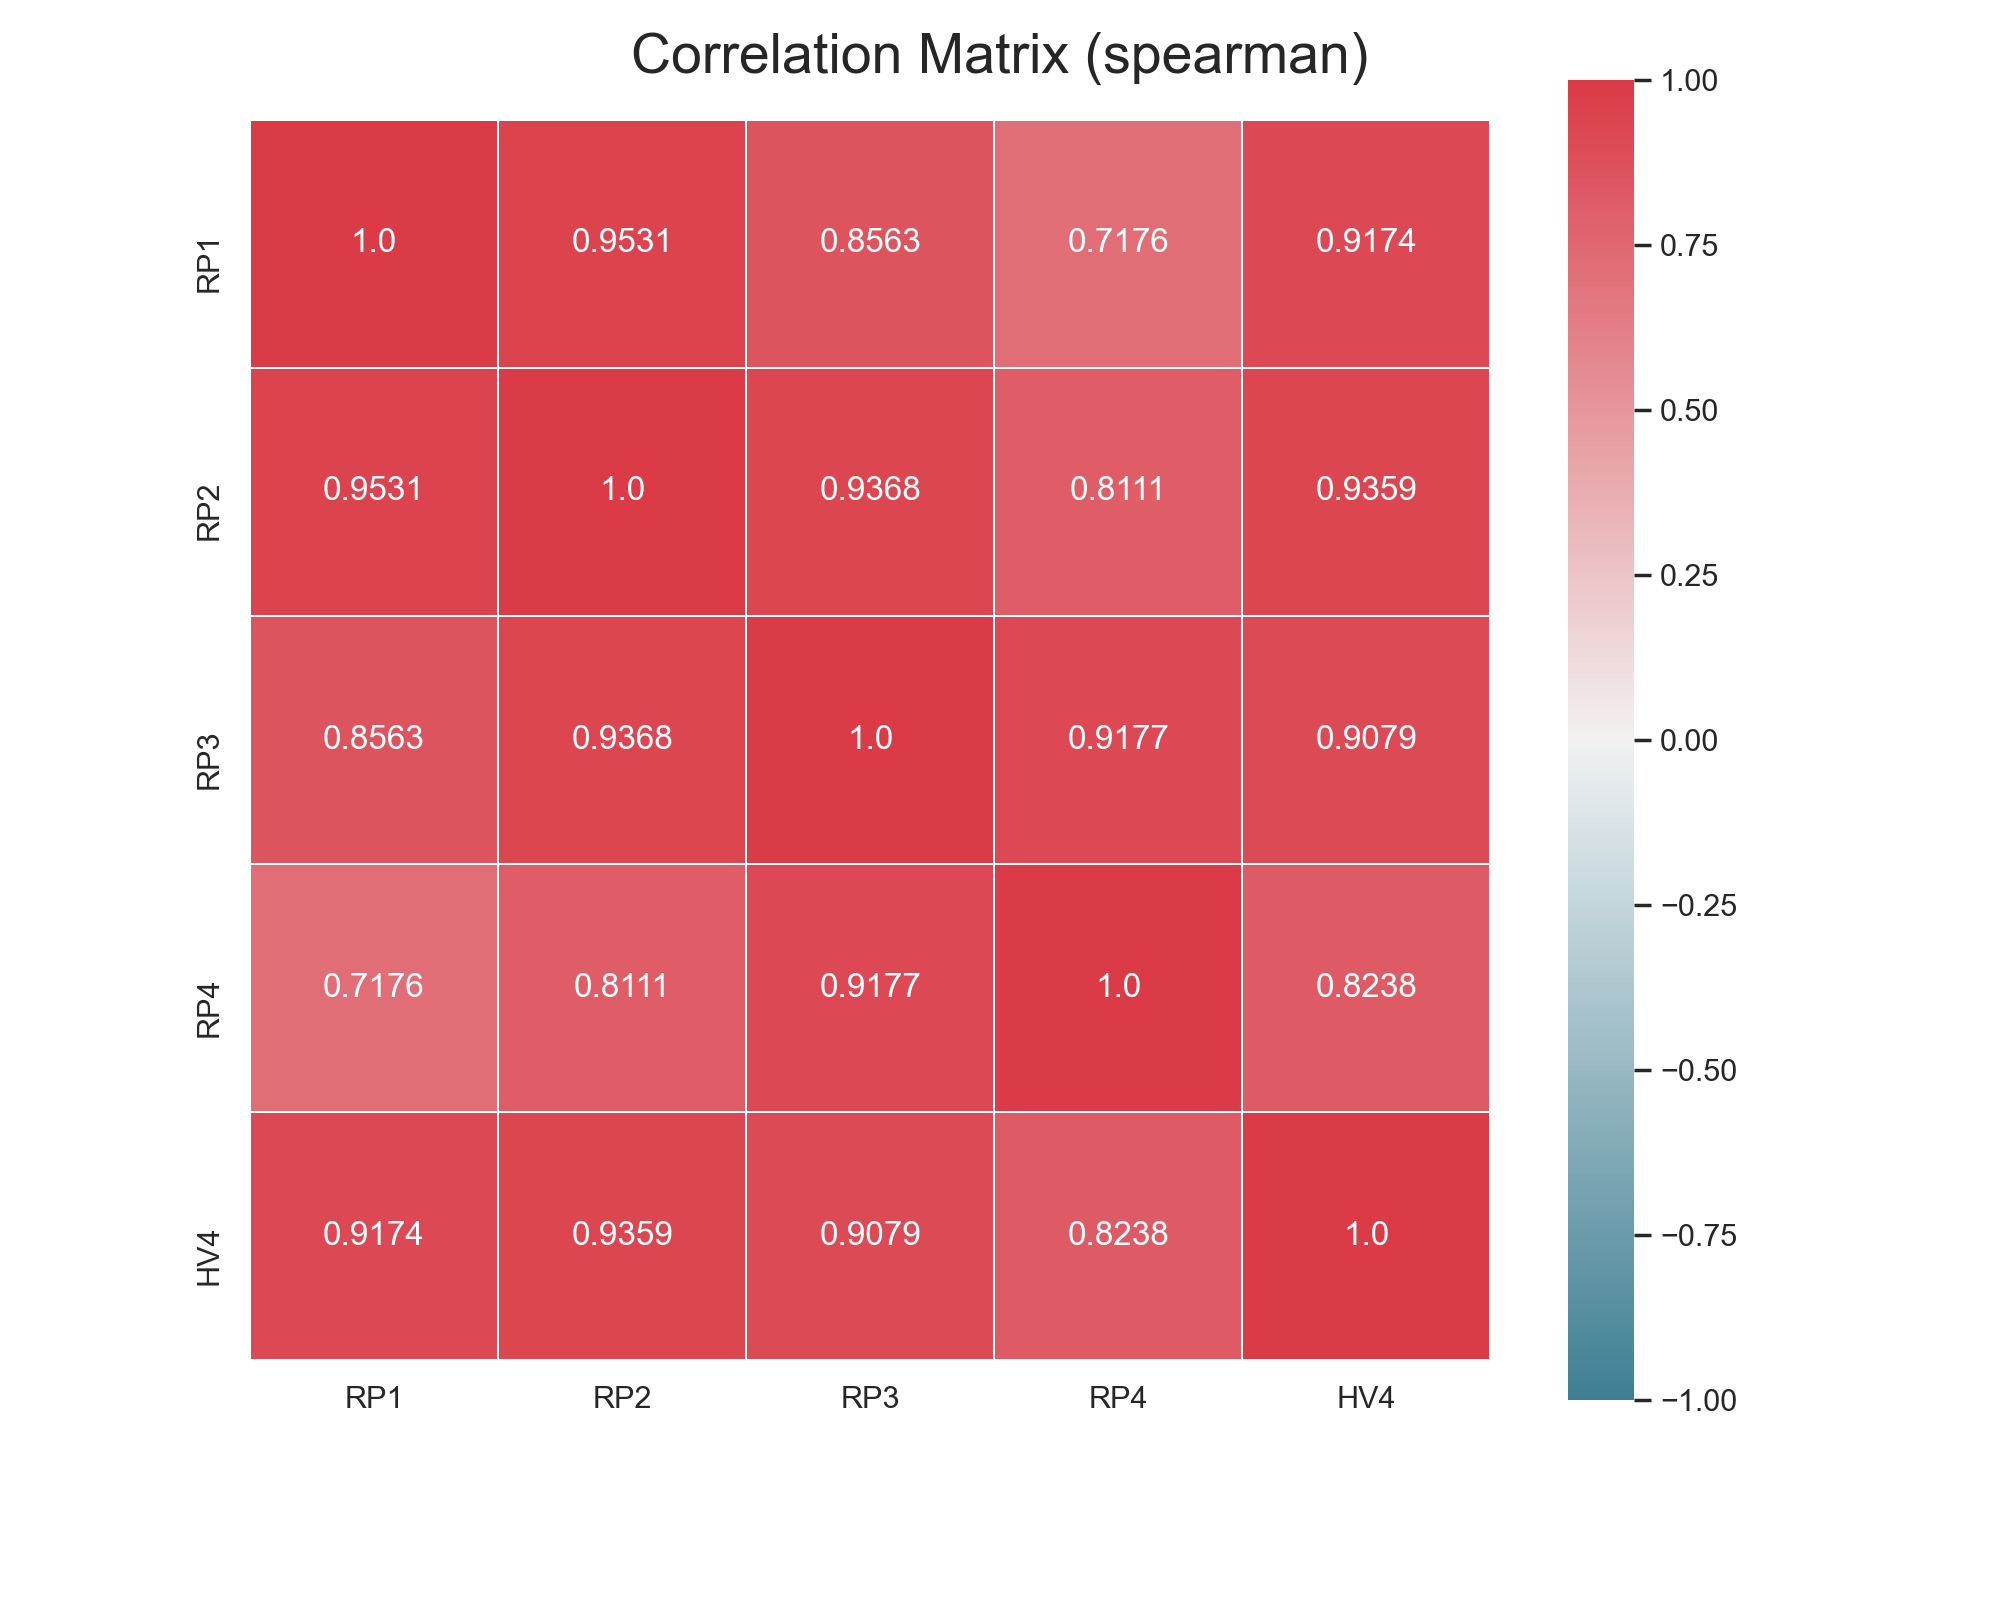 Correlation Matrix (spearman)
RP1 1.0 0.9531 0.8563 0.7176 0.9174
RP2 0.9531 1.0 0.9368 0.8111 0.9359
RP3 0.8563 0.9368 1.0 0.9177 0.9079
RP4 0.7176 0.8111 0.9177 1.0 0.8238
HV4 0.9174 0.9359 0.9079 0.8238 1.0
RP1 RP2 RP3 RP4 HV4
1.00
0.75
0.50
0.25
0.00
−0.25
−0.50
−0.75
−1.00